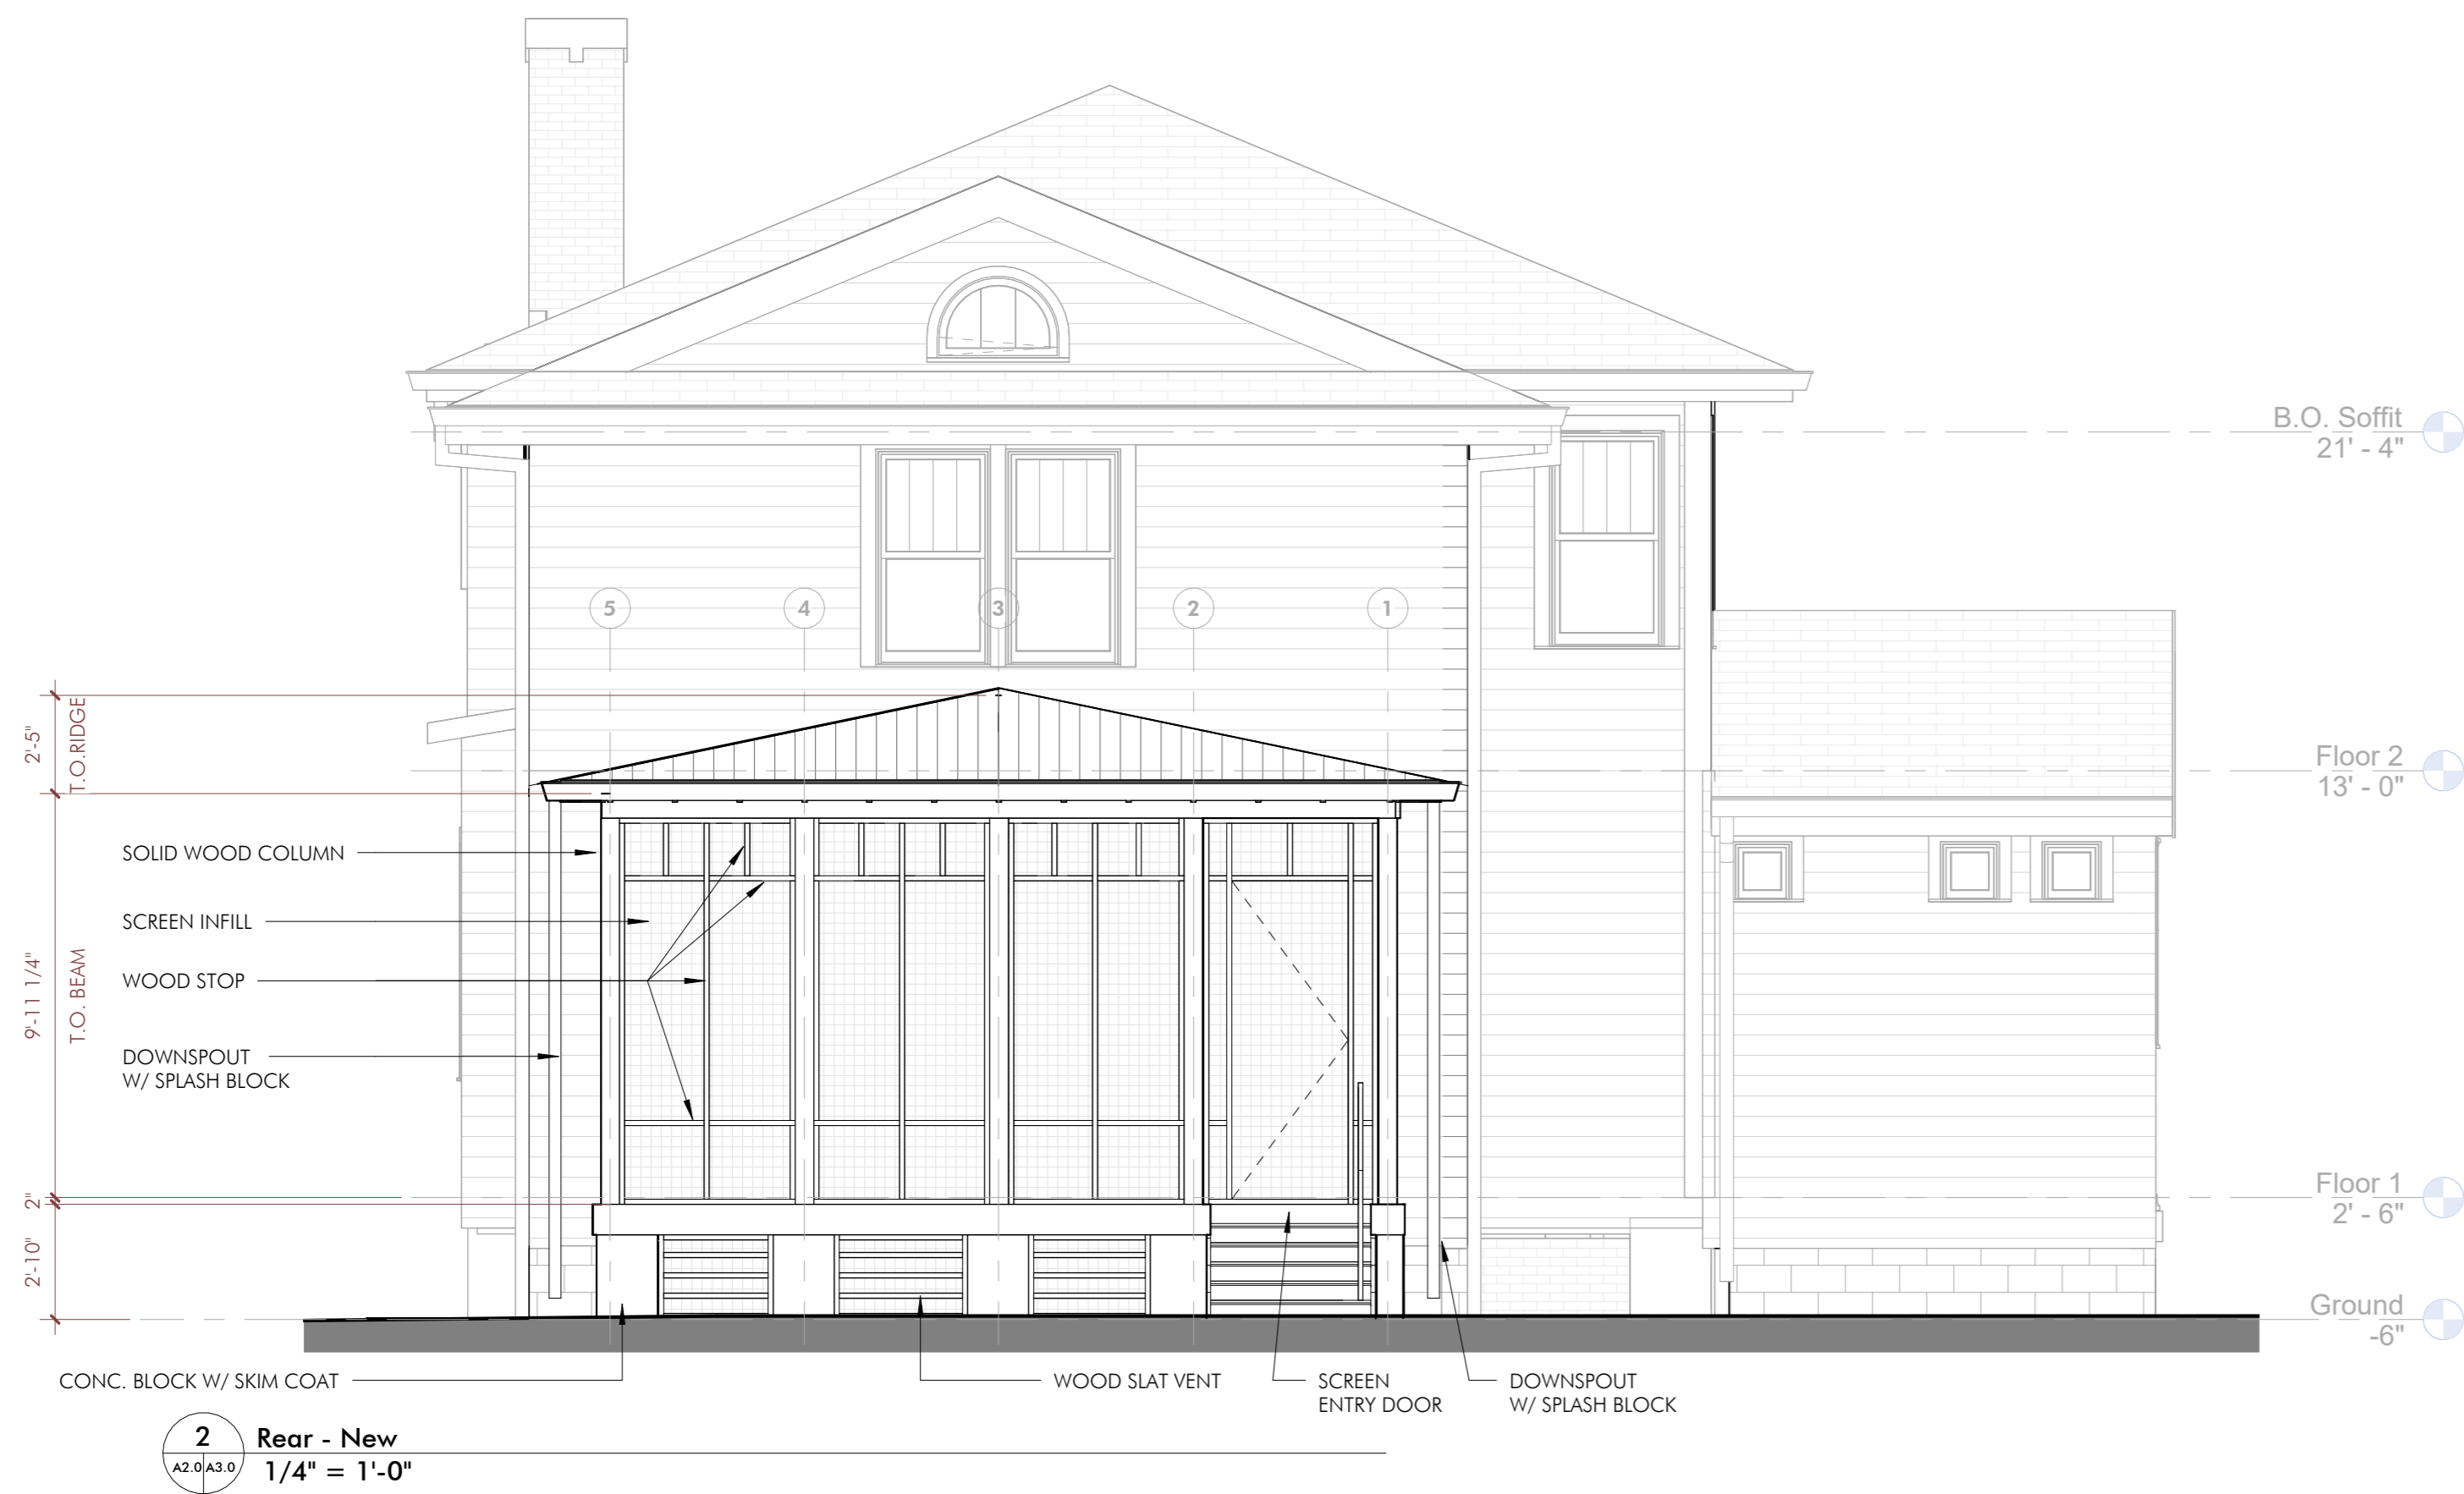 B.O. Soffit
21' - 4"
5
4
3
2
1
2'-5"
T.O.RIDGE
Floor 2
13' - 0"
SOLID WOOD COLUMN
SCREEN INFILL
9'-11 1/4"
T.O. BEAM
WOOD STOP
DOWNSPOUT
W/ SPLASH BLOCK
2"
Floor 1
2' - 6"
2'-10"
Ground
-6"
CONC. BLOCK W/ SKIM COAT
WOOD SLAT VENT
SCREEN
ENTRY DOOR
DOWNSPOUT
W/ SPLASH BLOCK
2
A2.0 A3.0
Rear - New
1/4" = 1'-0"